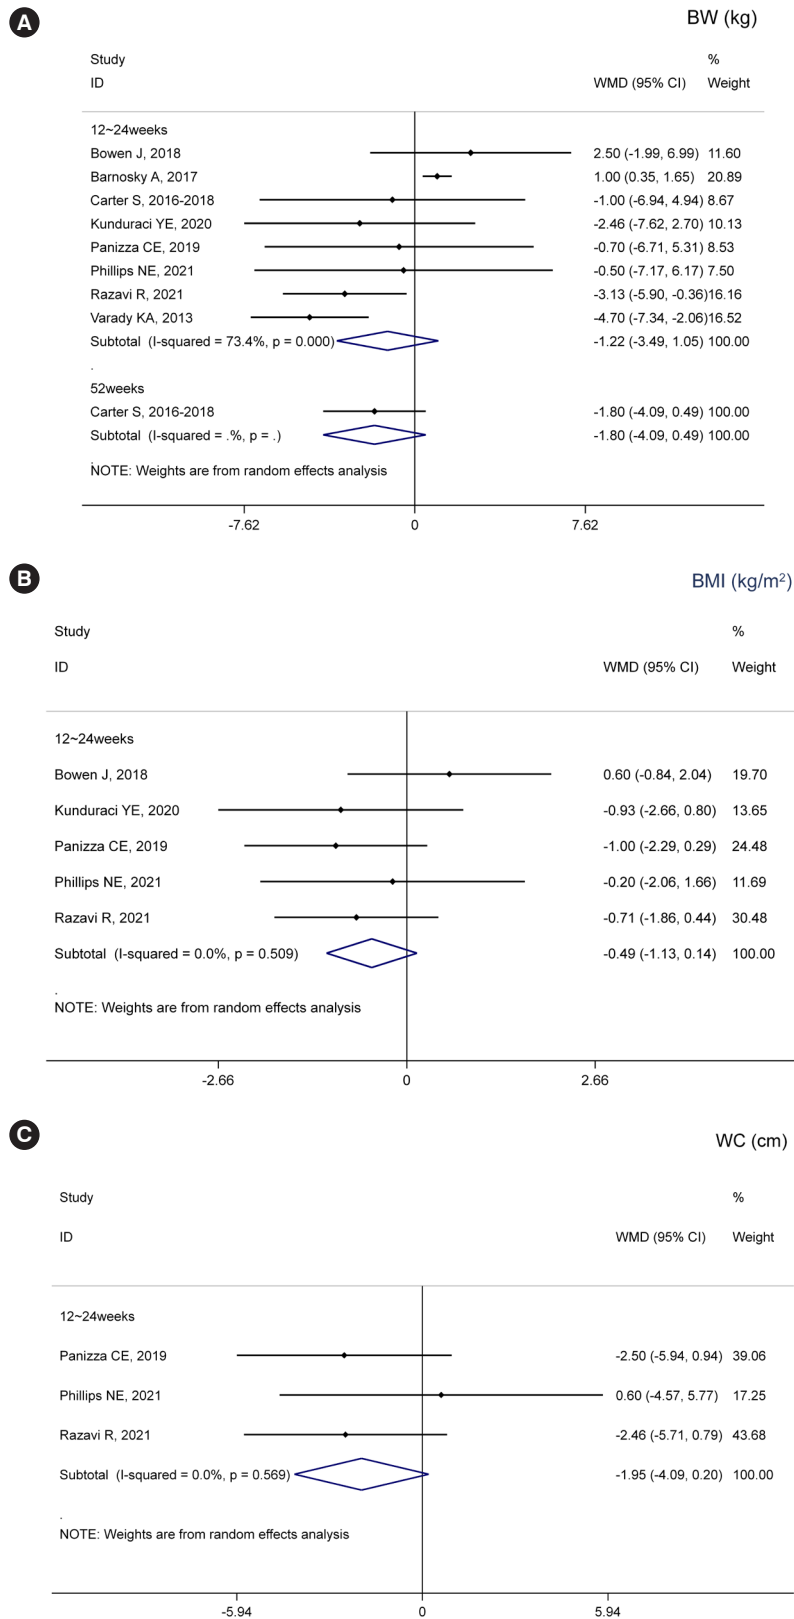 A
BW (kg)
Study %
ID WMD (95% CI) Weight
12~24weeks
Bowen J, 2018 2.50 (-1.99, 6.99) 11.60
Barnosky A, 2017 1.00 (0.35, 1.65) 20.89
Carter S, 2016-2018 -1.00 (-6.94, 4.94) 8.67
Kunduraci YE, 2020 -2.46 (-7.62, 2.70) 10.13
Panizza CE, 2019 -0.70 (-6.71, 5.31) 8.53
Phillips NE, 2021 -0.50 (-7.17, 6.17) 7.50
Razavi R, 2021 -3.13 (-5.90, -0.36)16.16
Varady KA, 2013 -4.70 (-7.34, -2.06)16.52
Subtotal (I-squared = 73.4%, p = 0.000) -1.22 (-3.49, 1.05) 100.00
.
52weeks
Carter S, 2016-2018 -1.80 (-4.09, 0.49) 100.00
Subtotal (I-squared = .%, p = .) -1.80 (-4.09, 0.49) 100.00
.
NOTE: Weights are from random effects analysis
-7.62 0 7.62
B
BMI (kg/m²)
Study %
ID WMD (95% CI) Weight
12~24weeks
Bowen J, 2018 0.60 (-0.84, 2.04) 19.70
Kunduraci YE, 2020 -0.93 (-2.66, 0.80) 13.65
Panizza CE, 2019 -1.00 (-2.29, 0.29) 24.48
Phillips NE, 2021 -0.20 (-2.06, 1.66) 11.69
Razavi R, 2021 -0.71 (-1.86, 0.44) 30.48
Subtotal (I-squared = 0.0%, p = 0.509) -0.49 (-1.13, 0.14) 100.00
.
NOTE: Weights are from random effects analysis
-2.66 0 2.66
C
WC (cm)
Study %
ID WMD (95% CI) Weight
12~24weeks
Panizza CE, 2019 -2.50 (-5.94, 0.94) 39.06
Phillips NE, 2021 0.60 (-4.57, 5.77) 17.25
Razavi R, 2021 -2.46 (-5.71, 0.79) 43.68
Subtotal (I-squared = 0.0%, p = 0.569) -1.95 (-4.09, 0.20) 100.00
.
NOTE: Weights are from random effects analysis
-5.94 0 5.94